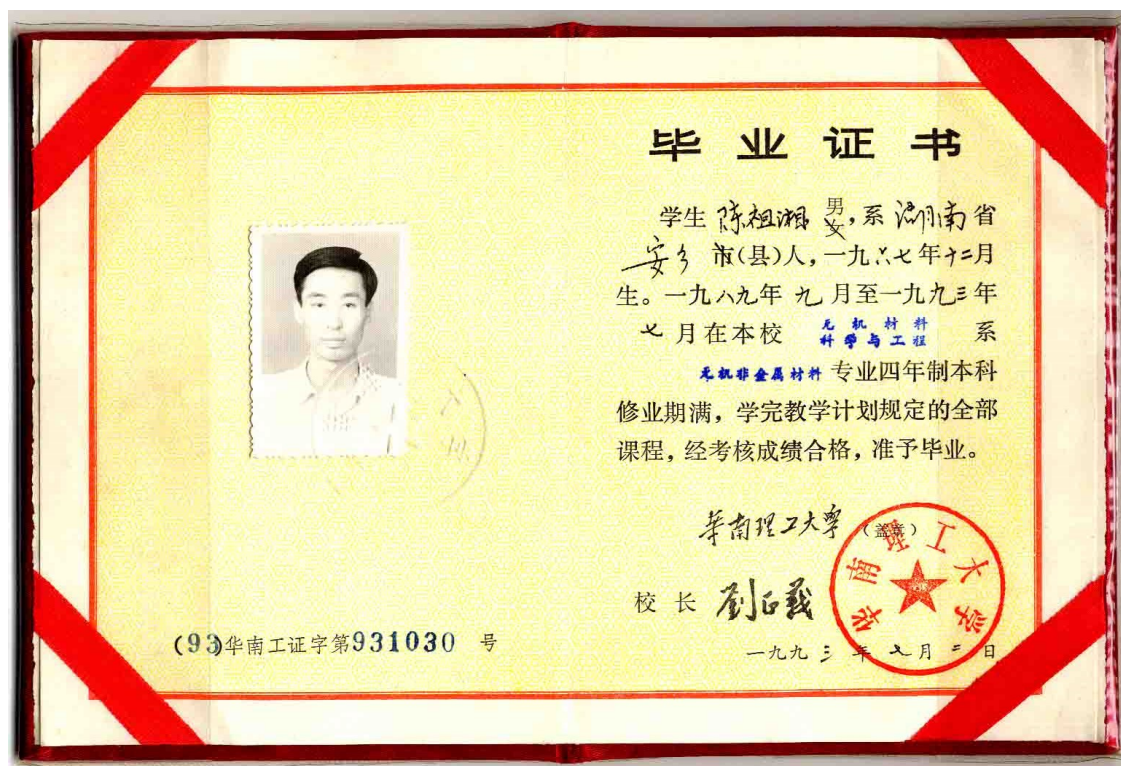 毕业证书
学生 陈祖湘 男女, 系 湖南省
安乡 市(县)人, 一九六七年十二月
生。一九八九年 九 月至一九九三年
七 月在本校 无机材料科学与工程 系
无机非金属材料 专业四年制本科
修业期满, 学完教学计划规定的全部
课程, 经考核成绩合格, 准予毕业。
华南理工大学 (盖章)
华南理工大学
校 长 刘正義
(93)华南工证字第931030 号
一九九三年七月二日